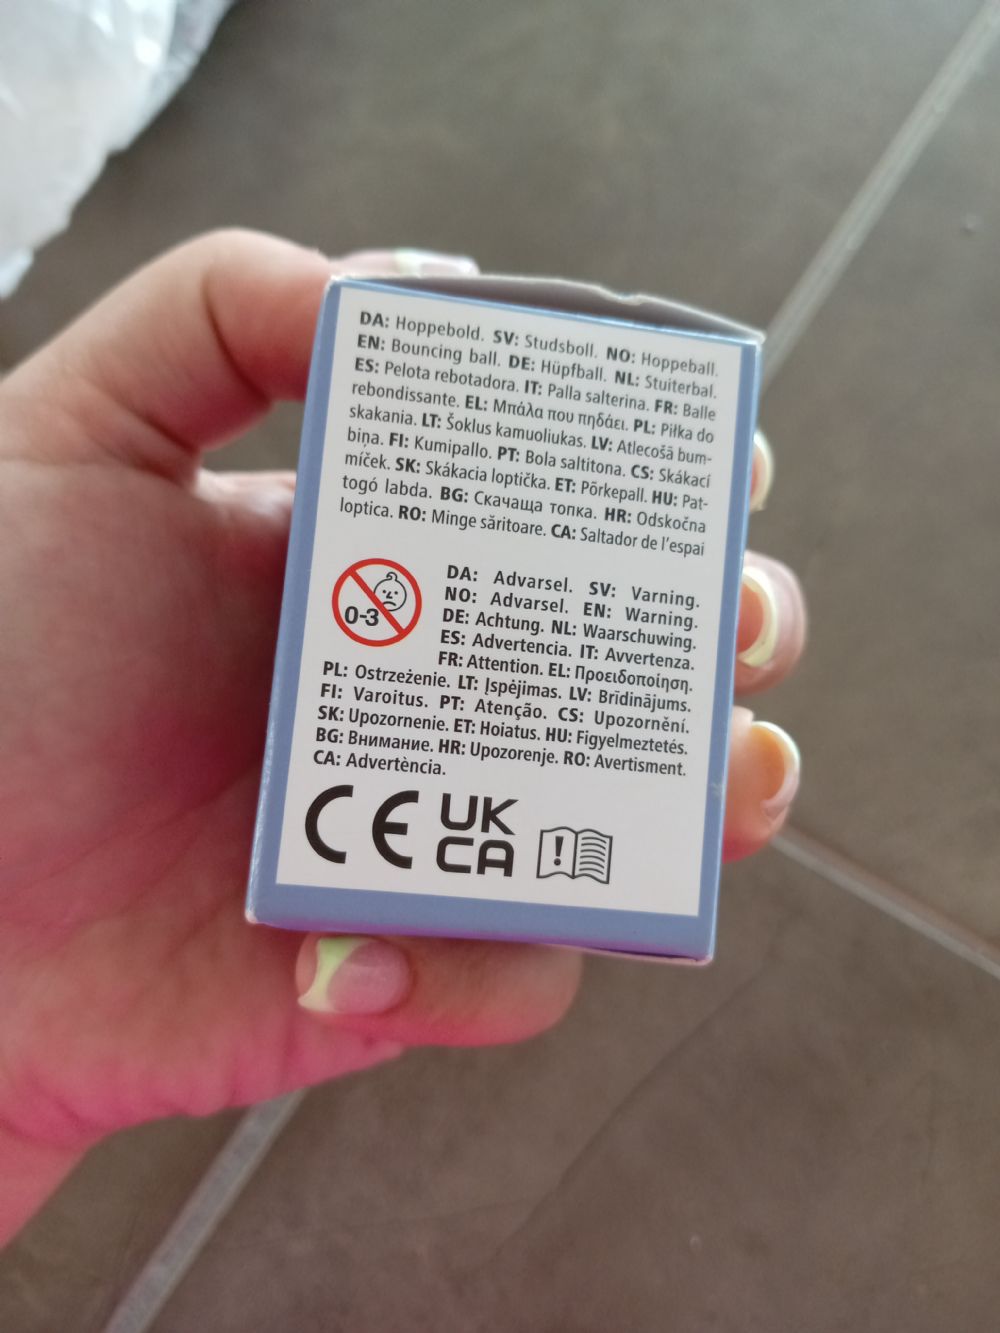 DA: Hoppebold. SV: Studsboll. NO: Hoppeball.
EN: Bouncing ball. DE: Hüpfball. NL: Stuiterbal.
ES: Pelota rebotadora. IT: Palla salterina. FR: Balle
rebondissante. EL: Μπάλα που πηδάει. PL: Piłka do
skakania. LT: Šoklus kamuoliukas. LV: Atlecošā bum-
biņa. FI: Kumipallo. PT: Bola saltitona. CS: Skákací
míček. SK: Skákacia loptička. ET: Põrkepall. HU: Pat-
togó labda. BG: Скачаща топка. HR: Odskočna
loptica. RO: Minge săritoare. CA: Saltador de l'espai
0-3
DA: Advarsel. SV: Varning.
NO: Advarsel. EN: Warning.
DE: Achtung. NL: Waarschuwing.
ES: Advertencia. IT: Avvertenza.
FR: Attention. EL: Προειδοποίηση.
PL: Ostrzeżenie. LT: Įspėjimas. LV: Brīdinājums.
FI: Varoitus. PT: Atenção. CS: Upozornění.
SK: Upozornenie. ET: Hoiatus. HU: Figyelmeztetés.
BG: Внимание. HR: Upozorenje. RO: Avertisment.
CA: Advertència.
CE UK
CA
!